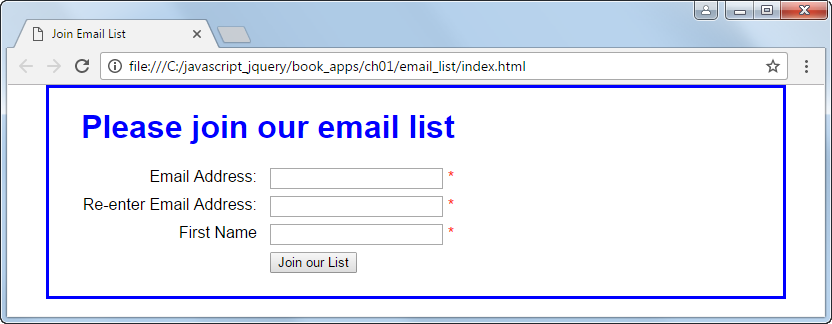 Join Email List
file:///C:/javascript_jquery/book_apps/ch01/email_list/index.html
Please join our email list
Email Address: *
Re-enter Email Address: *
First Name *
Join our List